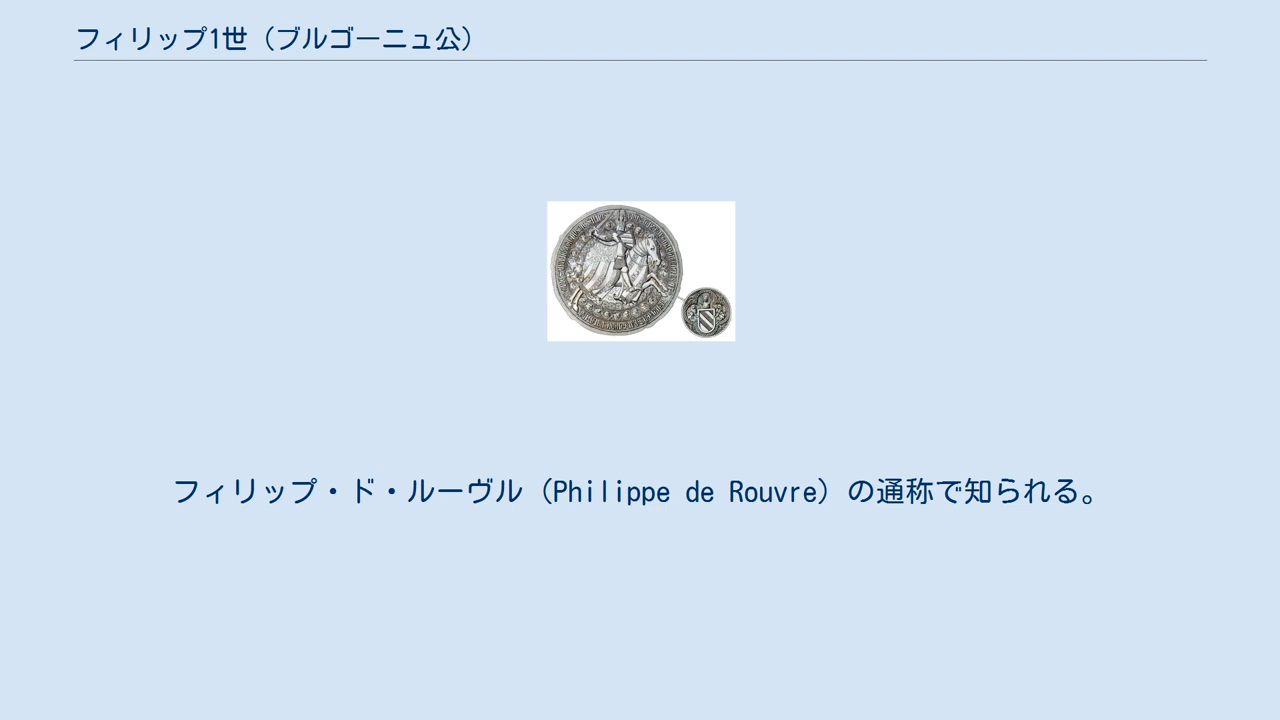 フィリップ1世（ブルゴーニュ公）
フィリップ・ド・ルーヴル（Philippe de Rouvre）の通称で知られる。